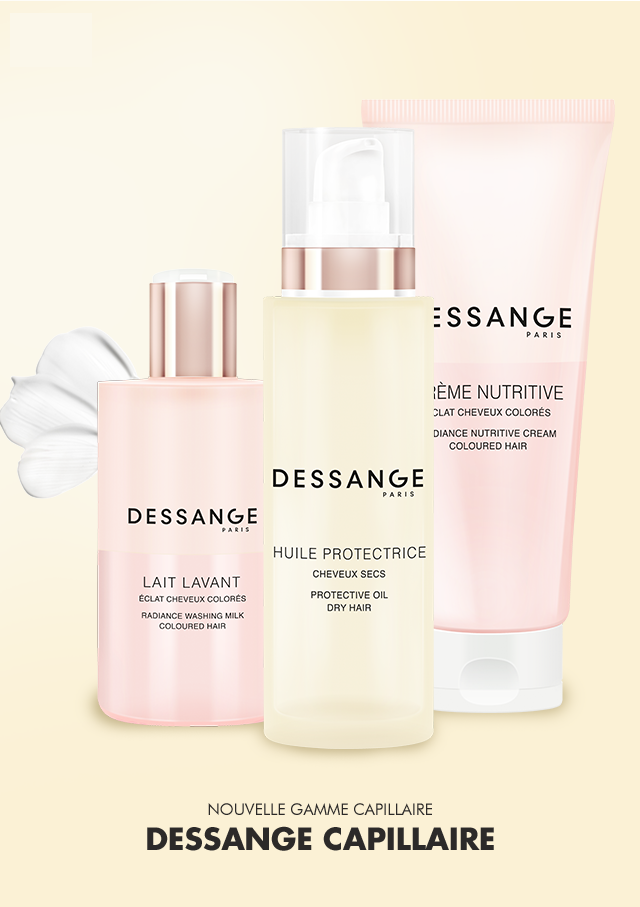 DESSANGE
PARIS
LAIT LAVANT
ÉCLAT CHEVEUX COLORÉS
RADIANCE WASHING MILK
COLOURED HAIR
DESSANGE
PARIS
HUILE PROTECTRICE
CHEVEUX SECS
PROTECTIVE OIL
DRY HAIR
ESSANGE
PARIS
RÈME NUTRITIVE
CLAT CHEVEUX COLORÉS
DIANCE NUTRITIVE CREAM
COLOURED HAIR
NOUVELLE GAMME CAPILLAIRE
DESSANGE CAPILLAIRE